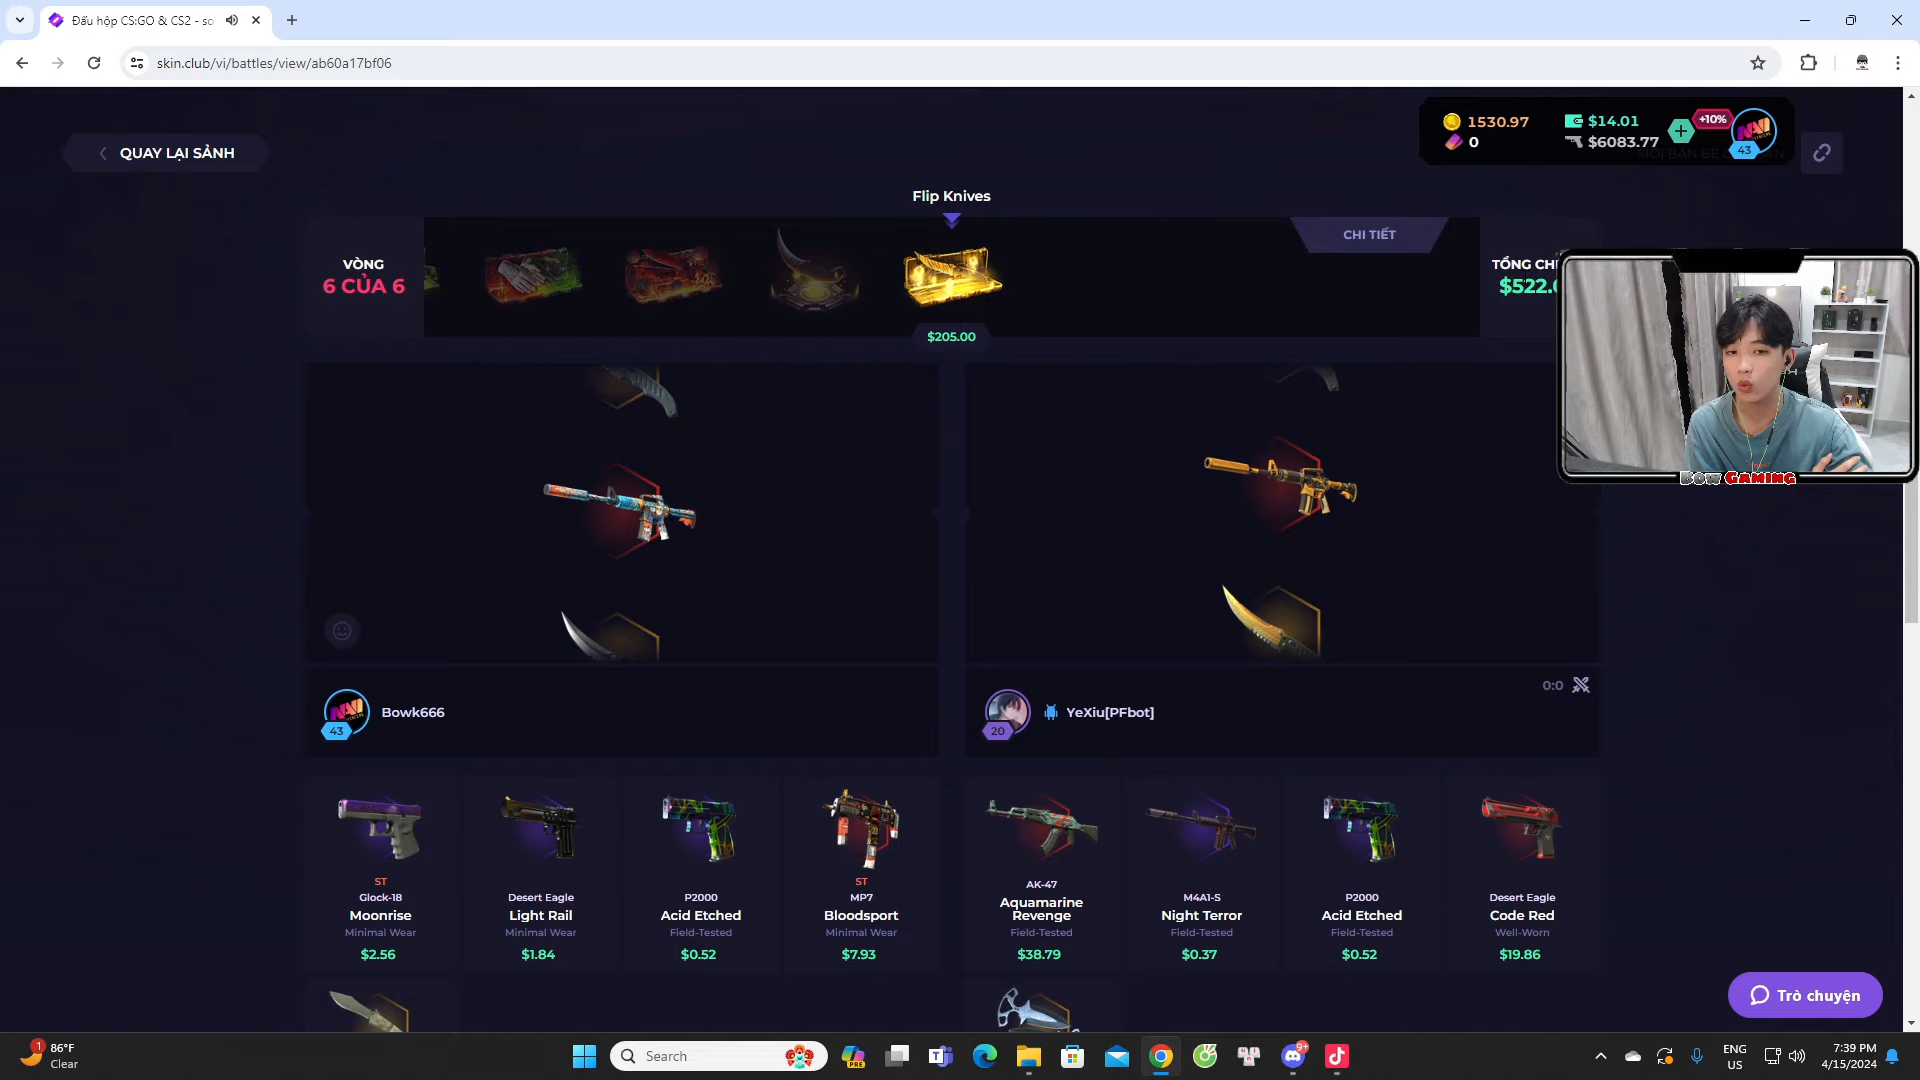 Đấu hộp CS:GO & CS2 - so
skin.club/vi/battles/view/ab60a17bf06
QUAY LẠI SẢNH
1530.97
0
$14.01
$6083.77
+10%
43
Flip Knives
VÒNG
6 CỦA 6
CHI TIẾT
TỔNG CHI
$522.
$205.00
BOW GAMING
Bowk666
43
YeXiu[PFbot]
20
0:0
ST
Glock-18
Moonrise
Minimal Wear
$2.56
Desert Eagle
Light Rail
Minimal Wear
$1.84
P2000
Acid Etched
Field-Tested
$0.52
ST
MP7
Bloodsport
Minimal Wear
$7.93
AK-47
Aquamarine
Revenge
Field-Tested
$38.79
M4A1-S
Night Terror
Field-Tested
$0.37
P2000
Acid Etched
Field-Tested
$0.52
Desert Eagle
Code Red
Well-Worn
$19.86
Trò chuyện
1
86°F
Clear
Search
PRE
9+
ENG
US
7:39 PM
4/15/2024